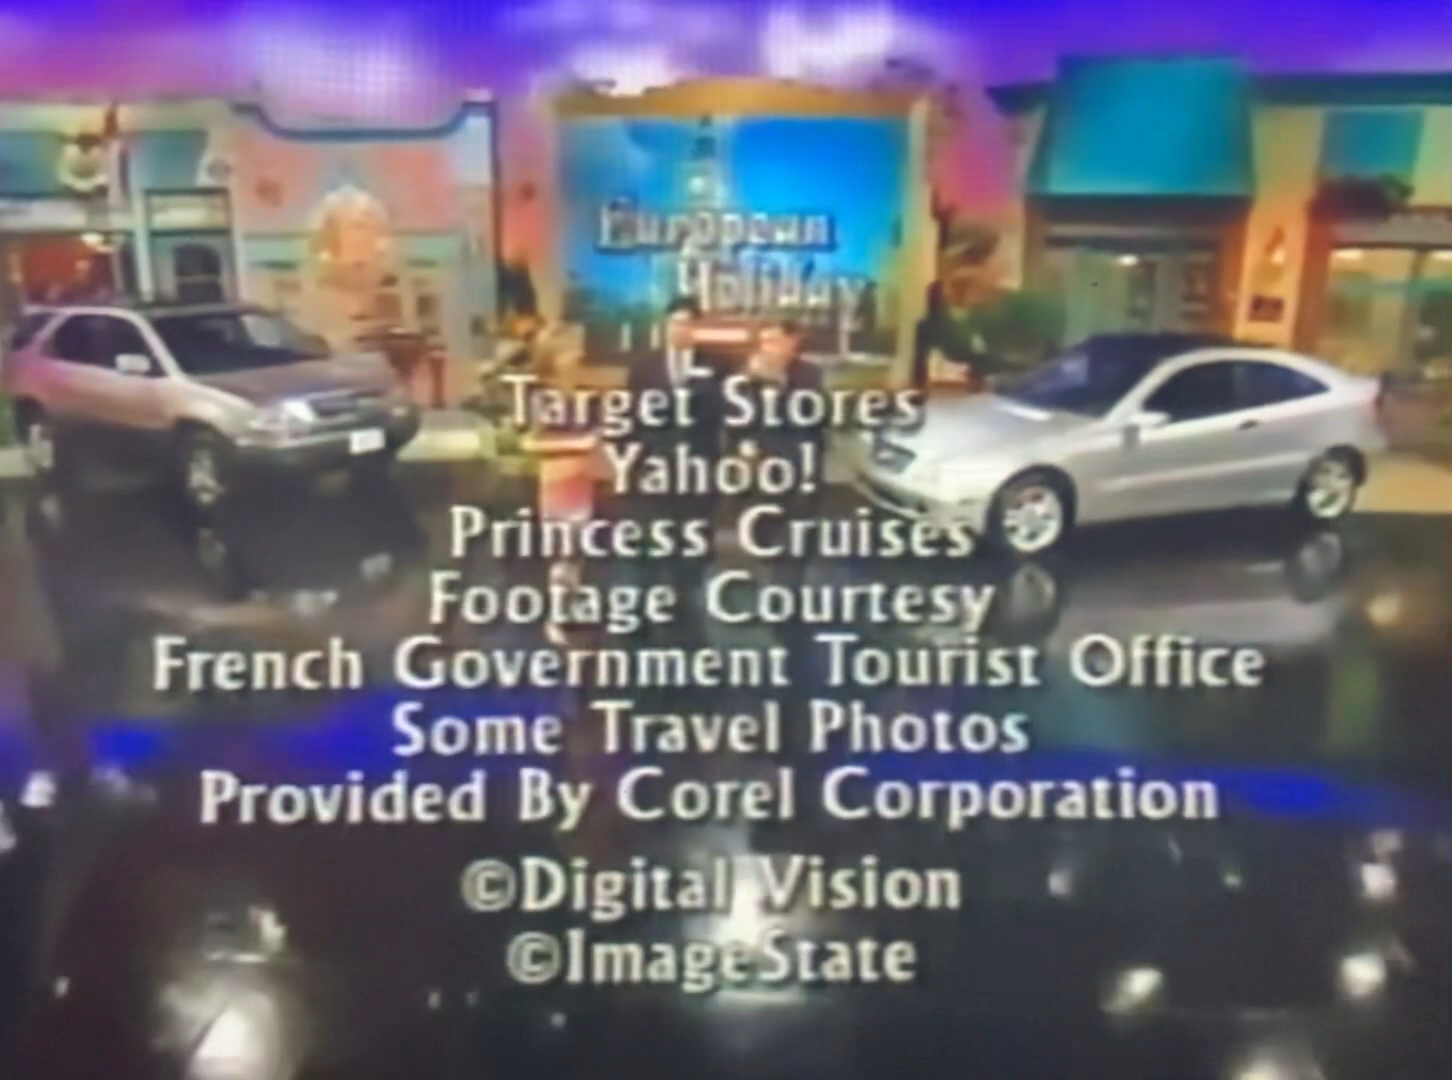 European
Holiday
Target Stores
Yahoo!
Princess Cruises
Footage Courtesy
French Government Tourist Office
Some Travel Photos
Provided By Corel Corporation
©Digital Vision
©ImageState